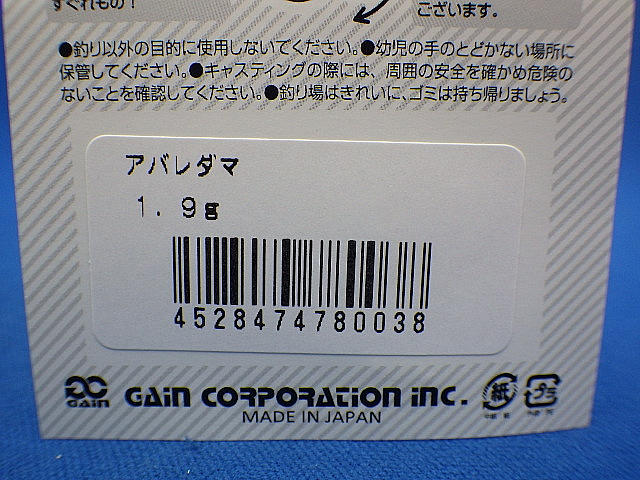 すぐれもの！
ございます。
●釣り以外の目的に使用しないでください。●幼児の手のとどかない場所に
保管してください。●キャスティングの際には、周囲の安全を確かめ危険の
ないことを確認してください。●釣り場はきれいに、ゴミは持ち帰りましょう。
アバレダマ
1.9g
4528474780038
GAIN
GAIN CORPORATION INC.
MADE IN JAPAN
紙
プラ